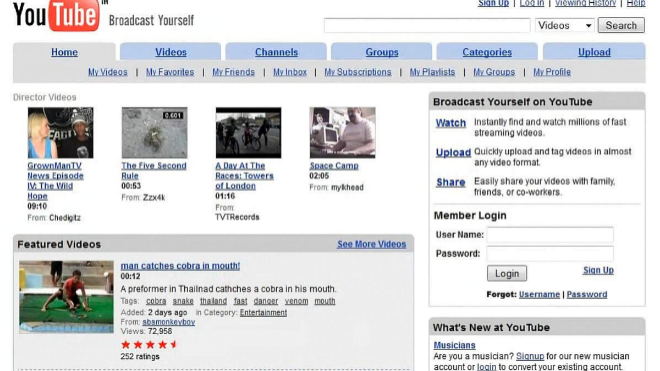 Sign Up | Log In | Viewing History | Help
YouTube
Broadcast Yourself
Videos
Search
Home Videos Channels Groups Categories Upload
My Videos | My Favorites | My Friends | My Inbox | My Subscriptions | My Playlists | My Groups | My Profile
Director Videos
0.601
GrownManTV
News Episode
IV: The Wild
Hope
09:10
From: Chedigitz
The Five Second
Rule
00:53
From: Zzx4k
A Day At The
Races: Towers
of London
01:16
From:
TVTRecords
Space Camp
02:05
From: mylkhead
Broadcast Yourself on YouTube
Watch Instantly find and watch millions of fast
streaming videos.
Upload Quickly upload and tag videos in almost
any video format.
Share Easily share your videos with family,
friends, or co-workers.
Member Login
User Name:
Password:
Login
Sign Up
Forgot: Username | Password
Featured Videos
See More Videos
man catches cobra in mouth!
00:12
A preformer in Thailnad cathches a cobra in his mouth.
Tags: cobra snake thailand fast danger venom mouth
Added: 2 days ago in Category: Entertainment
From: sbsmonkeyboy
Views: 72,958
252 ratings
What's New at YouTube
Musicians
Are you a musician? Signup for our new musician
account or login to convert your existing account.